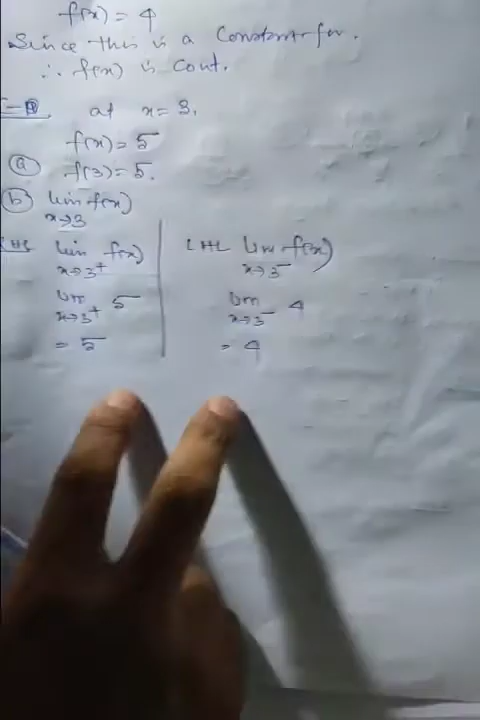 f(x) = 4
Since this is a Constant fn.
∴ f(x) is Cont.
at x = 3.
f(x) = 5
(a) f(3) = 5.
(b) lim f(x)
x→3
lim f(x)
x→3⁺
lim 5
x→3⁺
= 5
LHL lim f(x)
x→3⁻
lim 4
x→3⁻
= 4